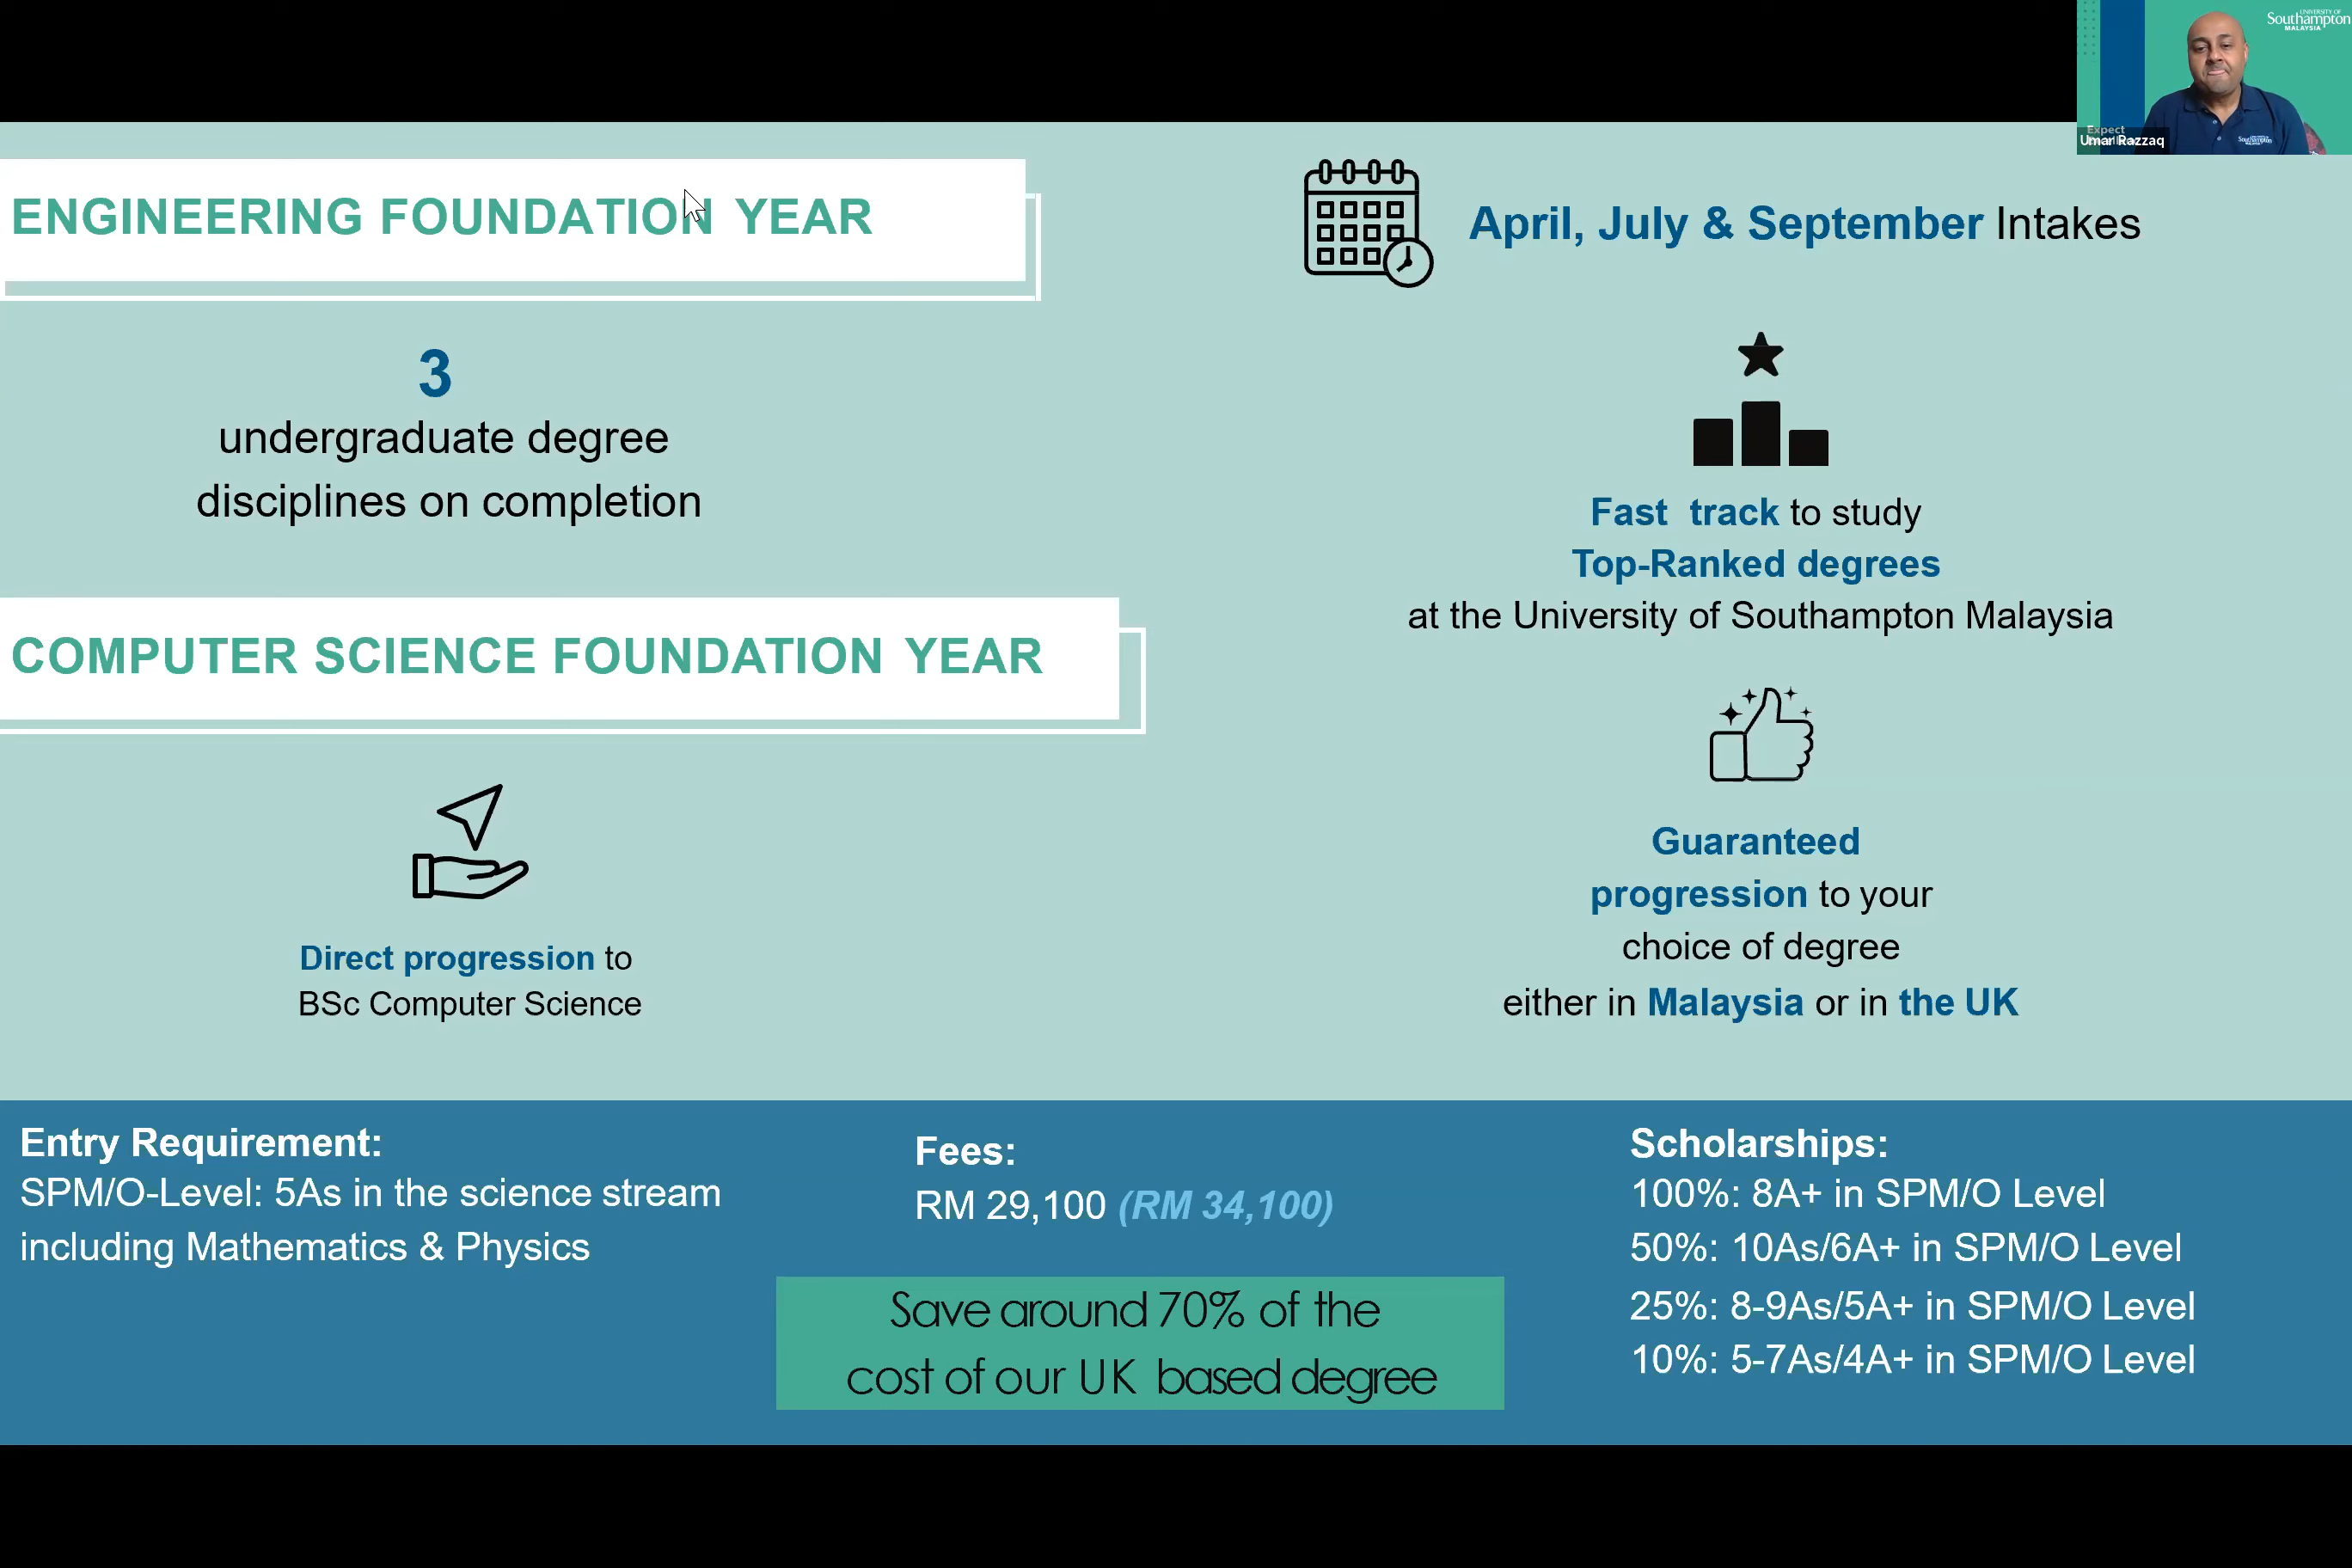 UNIVERSITY OF
Southampton
MALAYSIA
Expect
Umar Razzaq
ENGINEERING FOUNDATION YEAR
3
undergraduate degree
disciplines on completion
COMPUTER SCIENCE FOUNDATION YEAR
Direct progression to
BSc Computer Science
April, July & September Intakes
Fast track to study
Top-Ranked degrees
at the University of Southampton Malaysia
Guaranteed
progression to your
choice of degree
either in Malaysia or in the UK
Entry Requirement:
SPM/O-Level: 5As in the science stream
including Mathematics & Physics
Fees:
RM 29,100 (RM 34,100)
Save around 70% of the
cost of our UK based degree
Scholarships:
100%: 8A+ in SPM/O Level
50%: 10As/6A+ in SPM/O Level
25%: 8-9As/5A+ in SPM/O Level
10%: 5-7As/4A+ in SPM/O Level